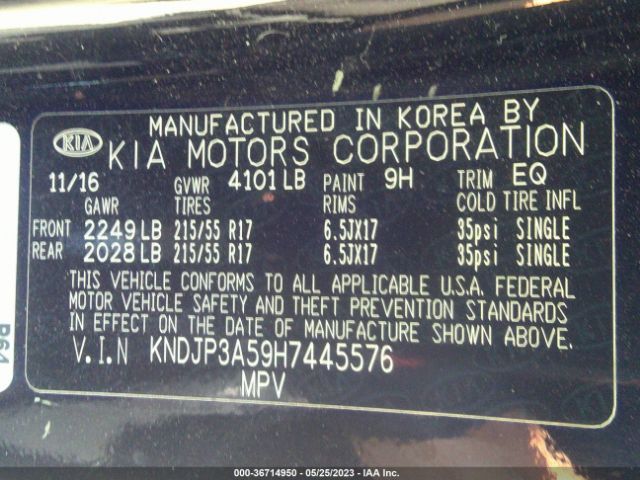 MANUFACTURED IN KOREA BY
KIA KIA MOTORS CORPORATION
11/16 GVWR 4101 LB PAINT 9H TRIM EQ
GAWR TIRES RIMS COLD TIRE INFL
FRONT 2249 LB 215/55 R17 6.5JX17 35psi SINGLE
REAR 2028 LB 215/55 R17 6.5JX17 35psi SINGLE
THIS VEHICLE CONFORMS TO ALL APPLICABLE U.S.A. FEDERAL
MOTOR VEHICLE SAFETY AND THEFT PREVENTION STANDARDS
IN EFFECT ON THE DATE OF MANUFACTURE SHOWN ABOVE.
V.I.N KNDJP3A59H7445576
MPV
000-36714950 - 05/25/2023 - IAA Inc.